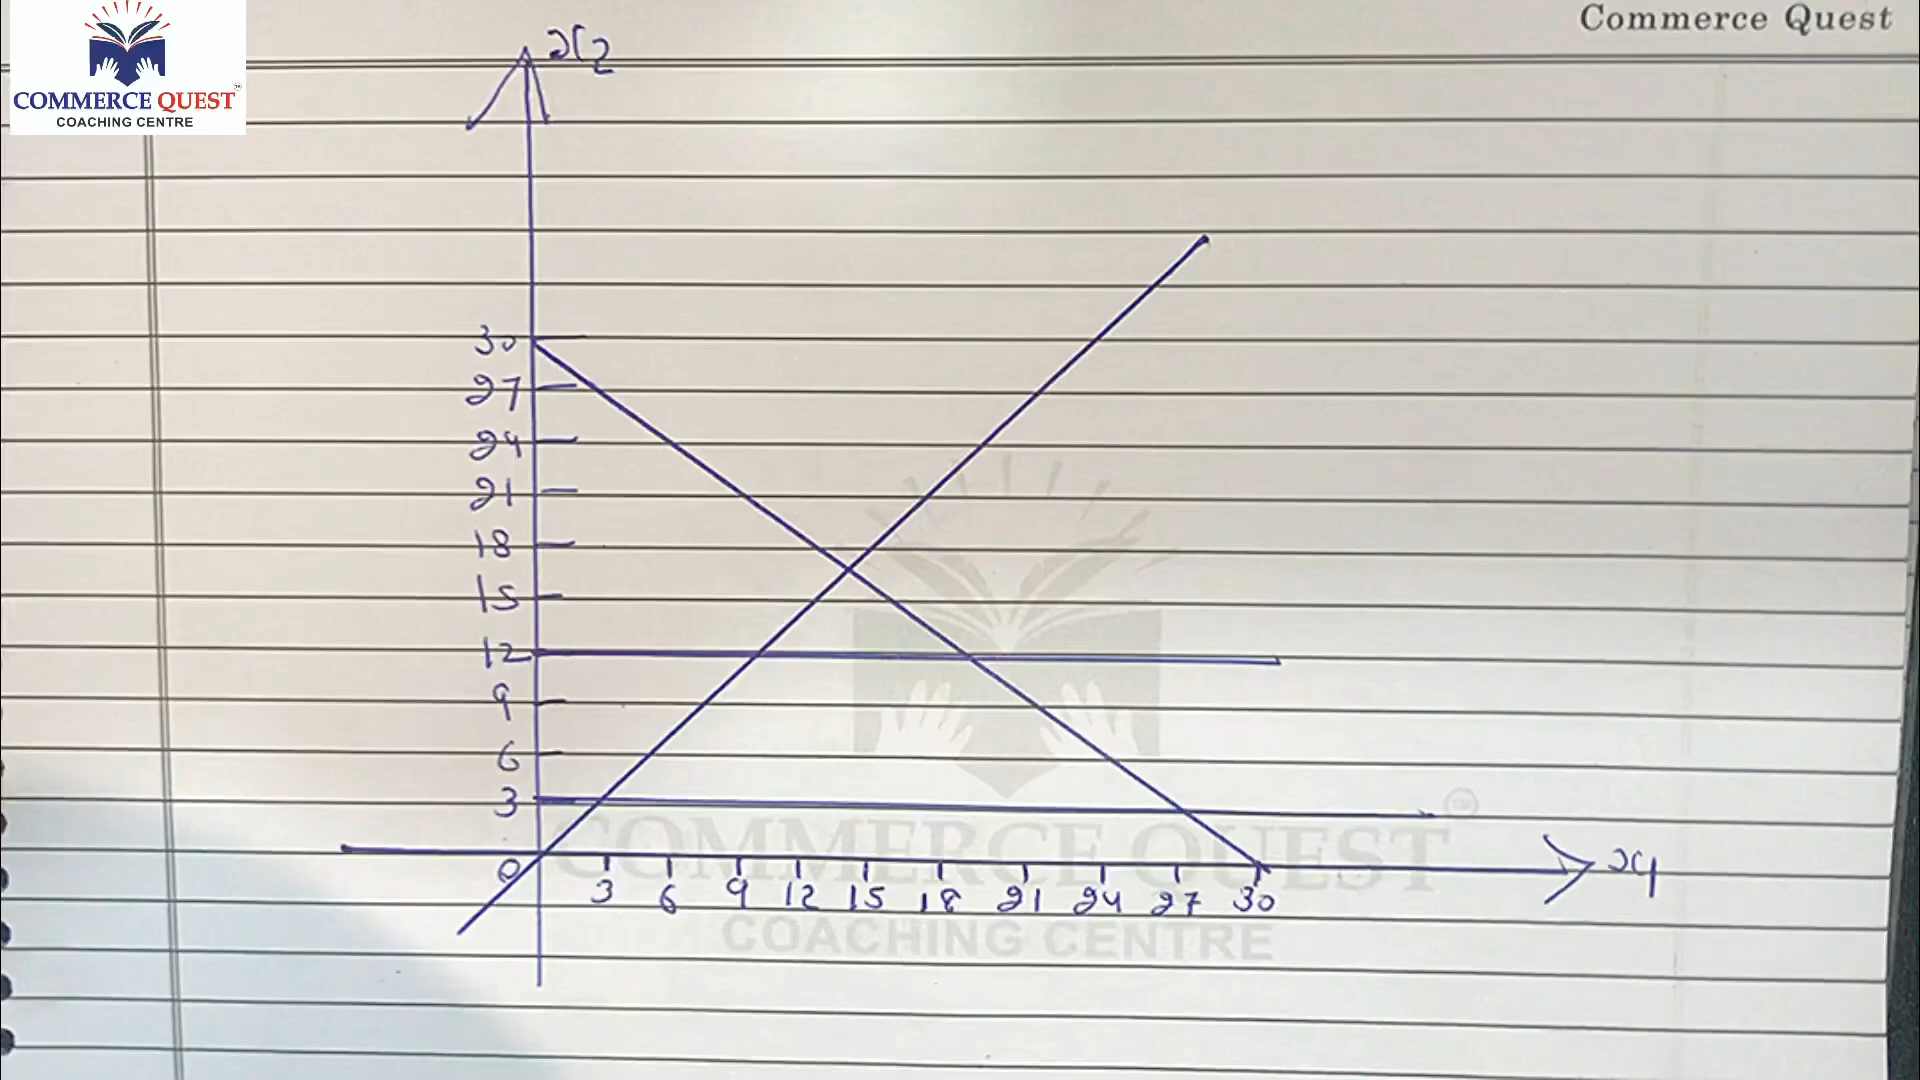 Commerce Quest
COMMERCE QUEST
COACHING CENTRE
x2
30
27
24
21
18
15
12
9
6
3
0
3 6 9 12 15 18 21 24 27 30
x1
COMMERCE QUEST
COACHING CENTRE